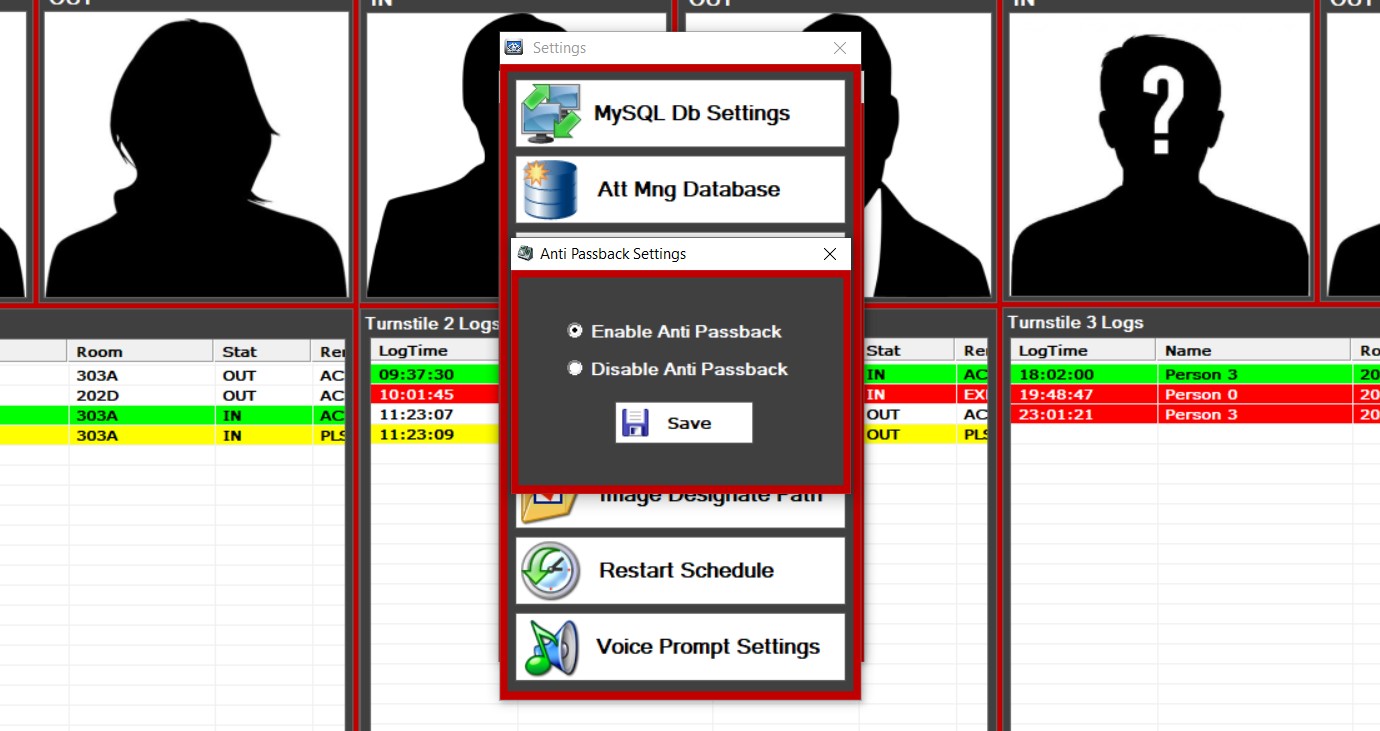 OUT
IN
OUT
IN
OUT
Settings
MySQL Db Settings
Att Mng Database
?
Anti Passback Settings
Enable Anti Passback
Disable Anti Passback
Save
Image Designate Path
Restart Schedule
Voice Prompt Settings
Room Stat Rem
303A OUT AC
202D OUT AC
303A IN AC
303A IN PLS
Turnstile 2 Logs
LogTime Stat Rem
09:37:30 IN AC
10:01:45 IN EXP
11:23:07 OUT AC
11:23:09 OUT PLS
Turnstile 3 Logs
LogTime Name Ro
18:02:00 Person 3 20
19:48:47 Person 0 20
23:01:21 Person 3 20